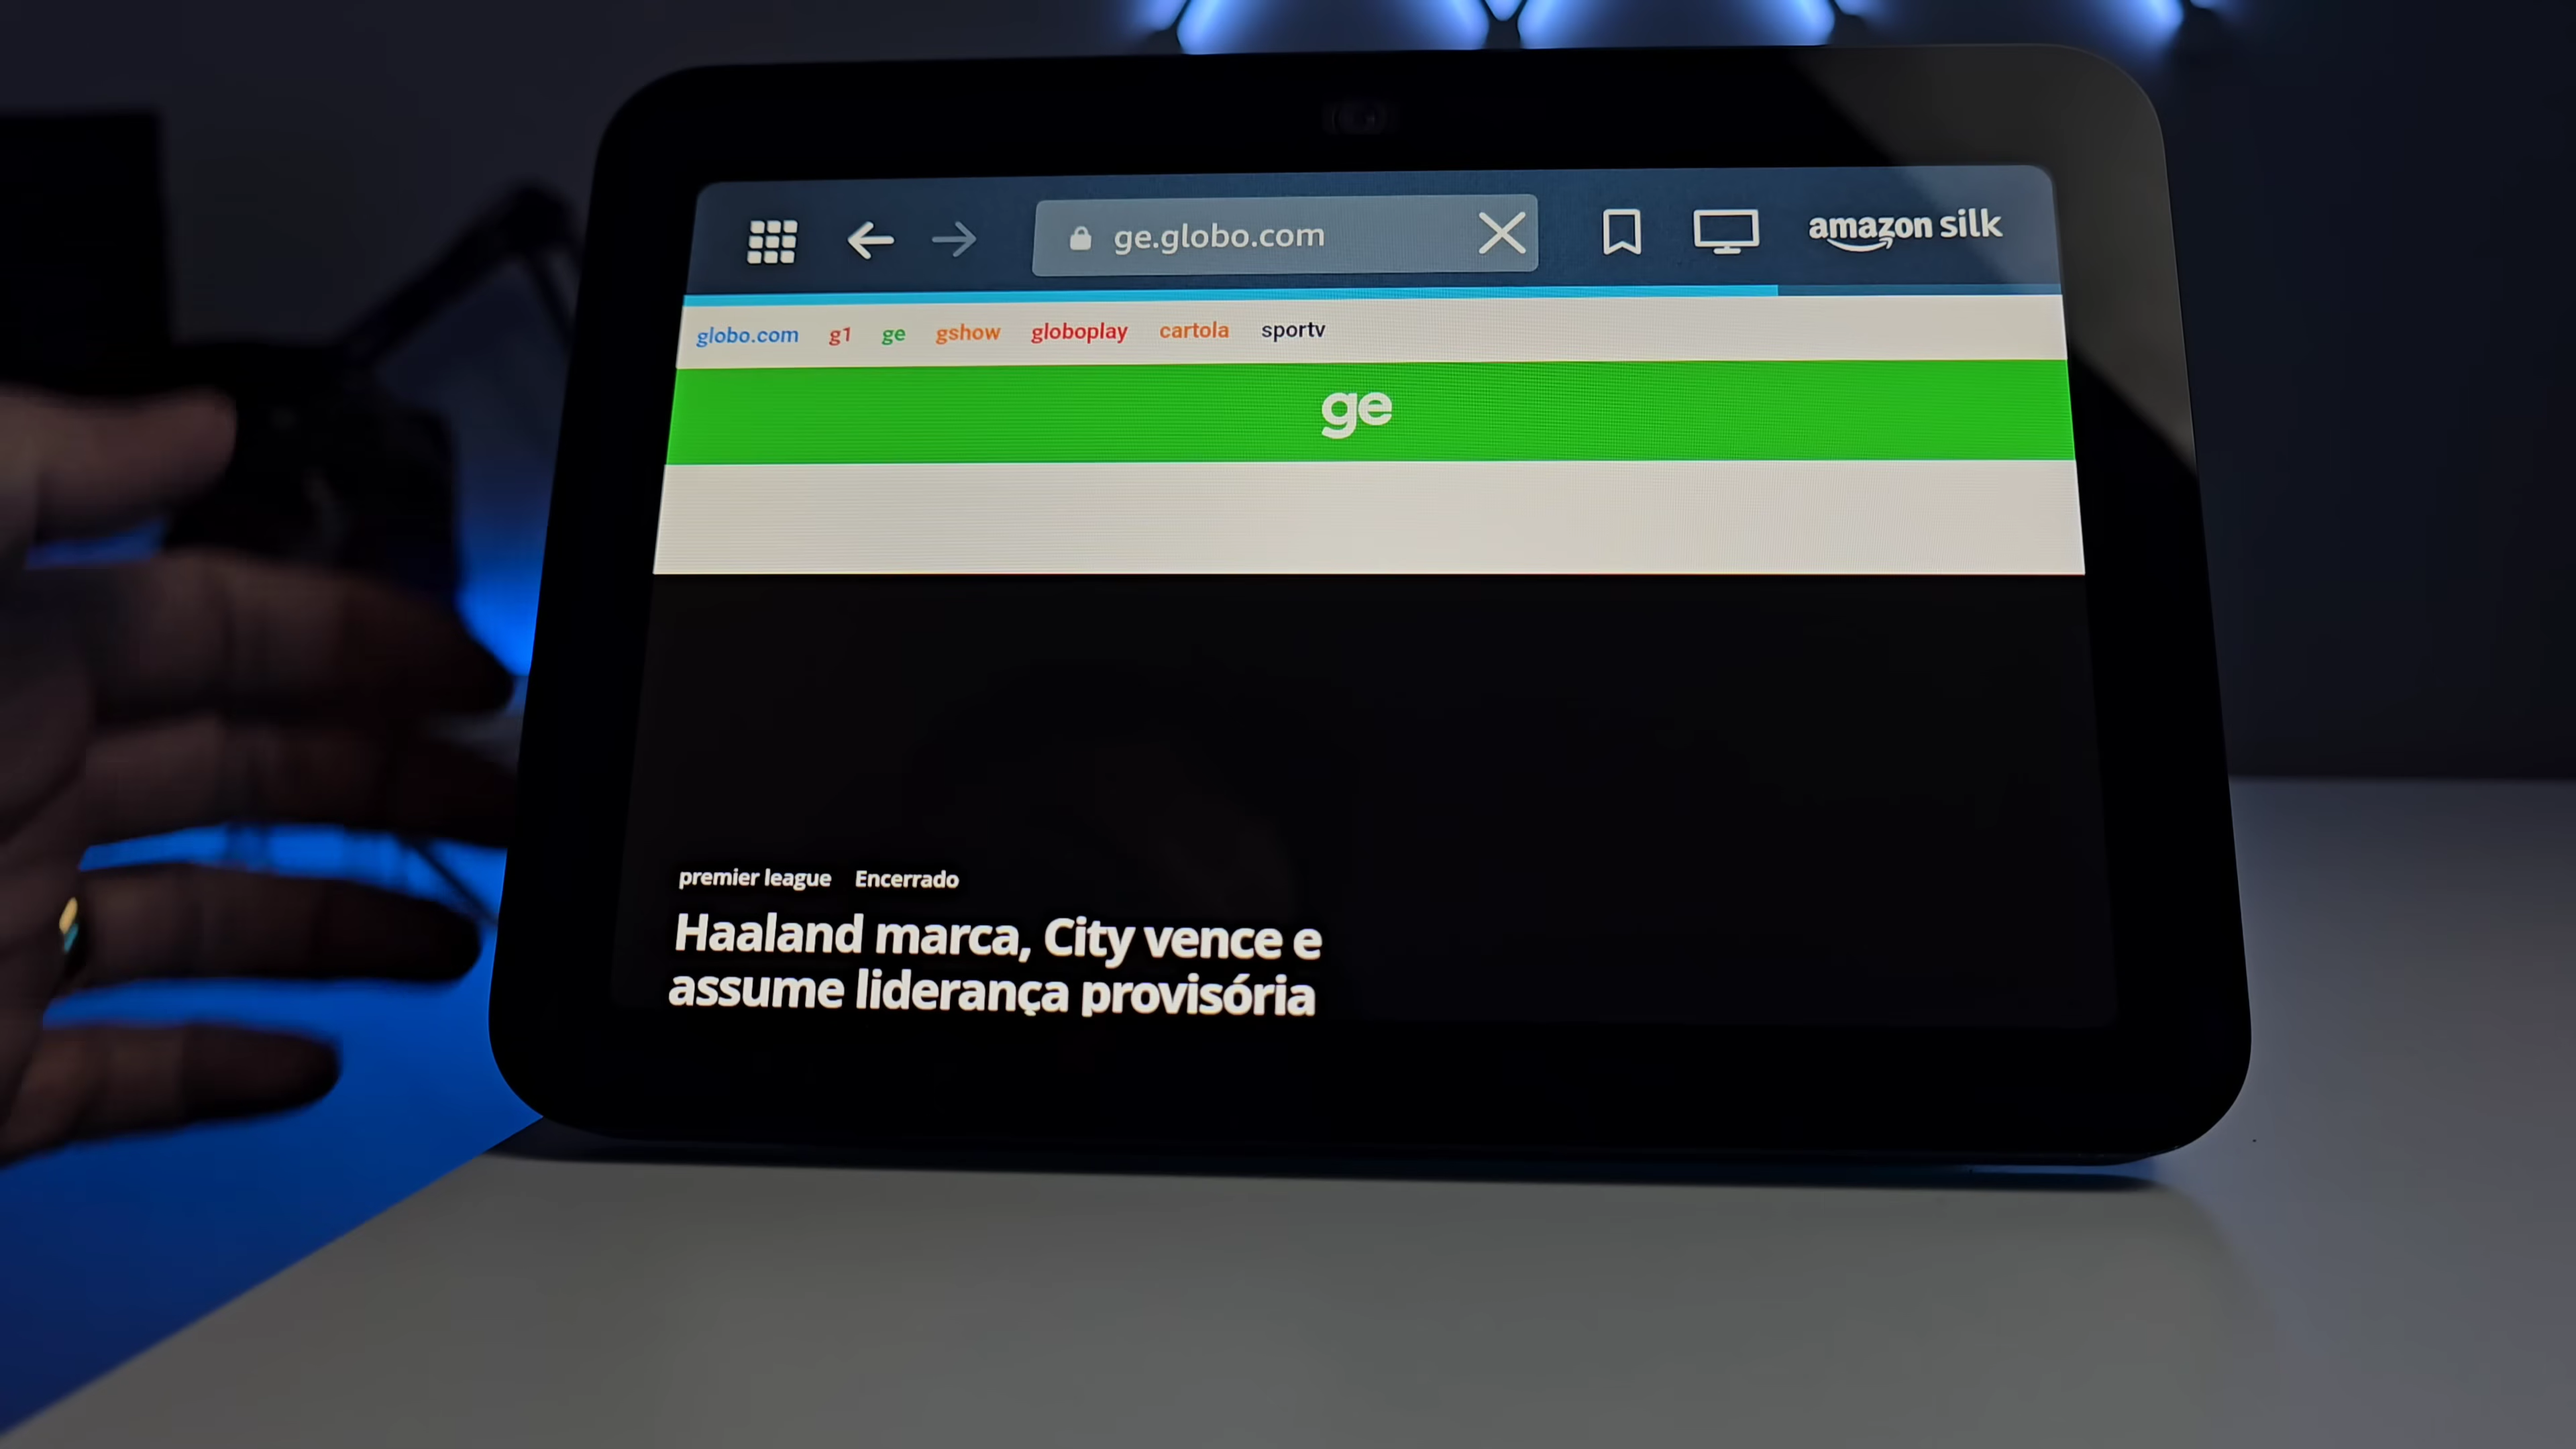 ge.globo.com
amazon silk
globo.com g1 ge gshow globoplay cartola sportv
ge
premier league Encerrado
Haaland marca, City vence e
assume liderança provisória